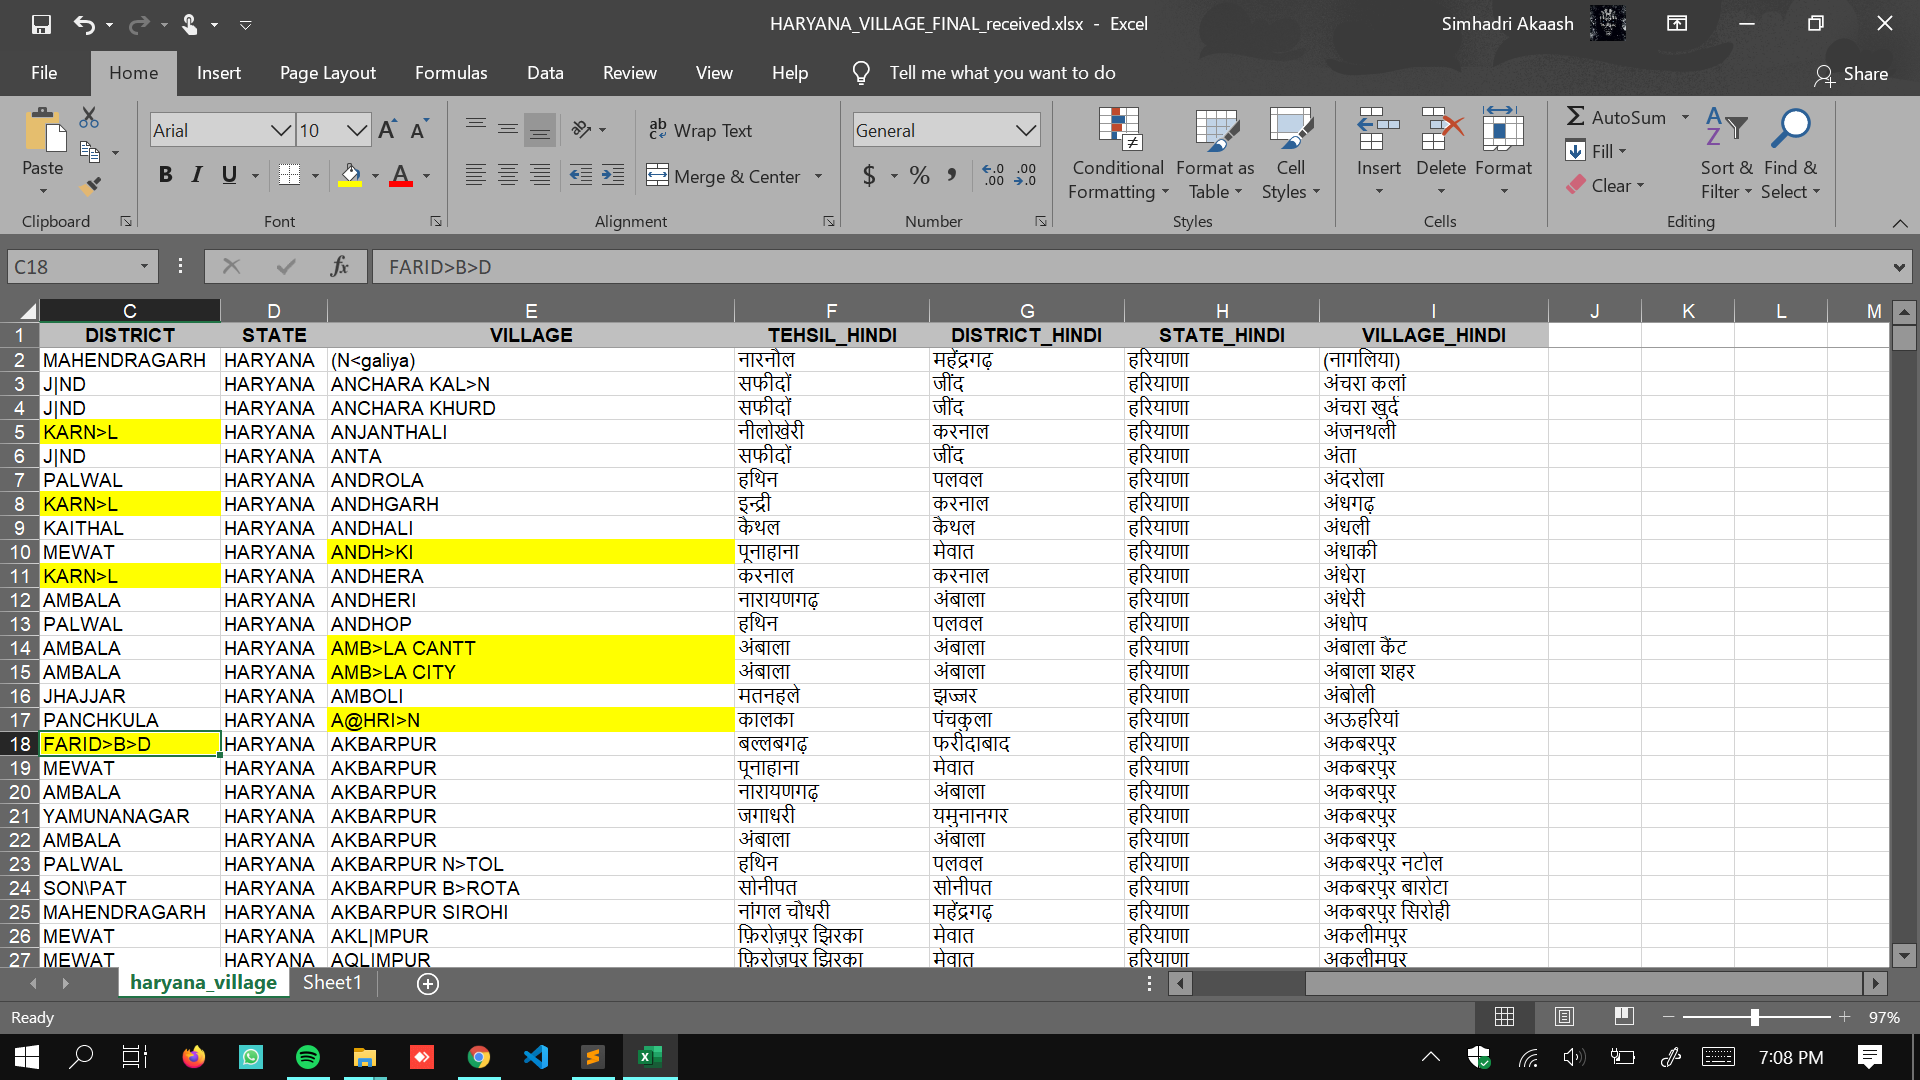 HARYANA_VILLAGE_FINAL_received.xlsx - Excel
Simhadri Akaash
File Home Insert Page Layout Formulas Data Review View Help Tell me what you want to do Share
Paste
Clipboard
Arial 10
B I U
Font
Wrap Text
Merge & Center
Alignment
General
$ % ,
Number
Conditional Formatting
Format as Table
Cell Styles
Styles
Insert Delete Format
Cells
AutoSum
Fill
Clear
Sort & Filter
Find & Select
Editing
C18 fx FARID>B>D
C D E F G H I J K L M
1 DISTRICT STATE VILLAGE TEHSIL_HINDI DISTRICT_HINDI STATE_HINDI VILLAGE_HINDI
2 MAHENDRAGARH HARYANA (N<galiya) नारनौल महेंद्रगढ़ हरियाणा (नागलिया)
3 J|ND HARYANA ANCHARA KAL>N सफीदों जींद हरियाणा अंचरा कलां
4 J|ND HARYANA ANCHARA KHURD सफीदों जींद हरियाणा अंचरा खुर्द
5 KARN>L HARYANA ANJANTHALI नीलोखेरी करनाल हरियाणा अंजनथली
6 J|ND HARYANA ANTA सफीदों जींद हरियाणा अंता
7 PALWAL HARYANA ANDROLA हथिन पलवल हरियाणा अंदरोला
8 KARN>L HARYANA ANDHGARH इन्द्री करनाल हरियाणा अंधगढ़
9 KAITHAL HARYANA ANDHALI कैथल कैथल हरियाणा अंधली
10 MEWAT HARYANA ANDH>KI पूनाहाना मेवात हरियाणा अंधाकी
11 KARN>L HARYANA ANDHERA करनाल करनाल हरियाणा अंधेरा
12 AMBALA HARYANA ANDHERI नारायणगढ़ अंबाला हरियाणा अंधेरी
13 PALWAL HARYANA ANDHOP हथिन पलवल हरियाणा अंधोप
14 AMBALA HARYANA AMB>LA CANTT अंबाला अंबाला हरियाणा अंबाला कैंट
15 AMBALA HARYANA AMB>LA CITY अंबाला अंबाला हरियाणा अंबाला शहर
16 JHAJJAR HARYANA AMBOLI मतनहले झज्जर हरियाणा अंबोली
17 PANCHKULA HARYANA A@HRI>N कालका पंचकुला हरियाणा अऊहरियां
18 FARID>B>D HARYANA AKBARPUR बल्लबगढ़ फरीदाबाद हरियाणा अकबरपुर
19 MEWAT HARYANA AKBARPUR पूनाहाना मेवात हरियाणा अकबरपुर
20 AMBALA HARYANA AKBARPUR नारायणगढ़ अंबाला हरियाणा अकबरपुर
21 YAMUNANAGAR HARYANA AKBARPUR जगाधरी यमुनानगर हरियाणा अकबरपुर
22 AMBALA HARYANA AKBARPUR अंबाला अंबाला हरियाणा अकबरपुर
23 PALWAL HARYANA AKBARPUR N>TOL हथिन पलवल हरियाणा अकबरपुर नटोल
24 SON\PAT HARYANA AKBARPUR B>ROTA सोनीपत सोनीपत हरियाणा अकबरपुर बारोटा
25 MAHENDRAGARH HARYANA AKBARPUR SIROHI नांगल चौधरी महेंद्रगढ़ हरियाणा अकबरपुर सिरोही
26 MEWAT HARYANA AKL|MPUR फ़िरोज़पुर झिरका मेवात हरियाणा अकलीमपुर
27 MEWAT HARYANA AQLIMPUR फ़िरोज़पुर झिरका मेवात हरियाणा अकलीमपुर
haryana_village Sheet1
Ready 97%
7:08 PM